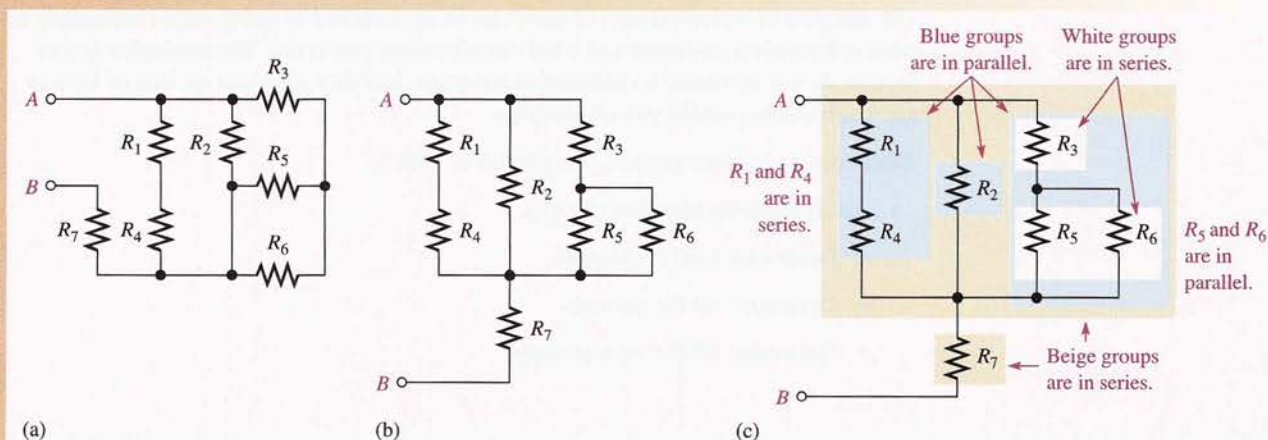 R3
A
R1
R2
R5
B
R7
R4
R6
(a)
A
R1
R3
R2
R4
R5
R6
R7
B
(b)
Blue groups
are in parallel.
White groups
are in series.
A
R1
R3
R1 and R4
are in
series.
R2
R4
R5
R6
R5 and R6
are in
parallel.
R7
Beige groups
are in series.
B
(c)